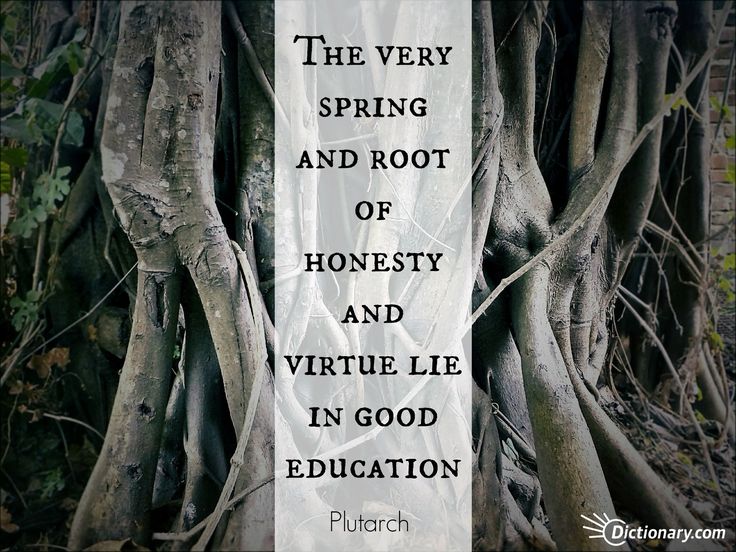 The very
spring
and root
of
honesty
and
virtue lie
in good
education
Plutarch
Dictionary.com